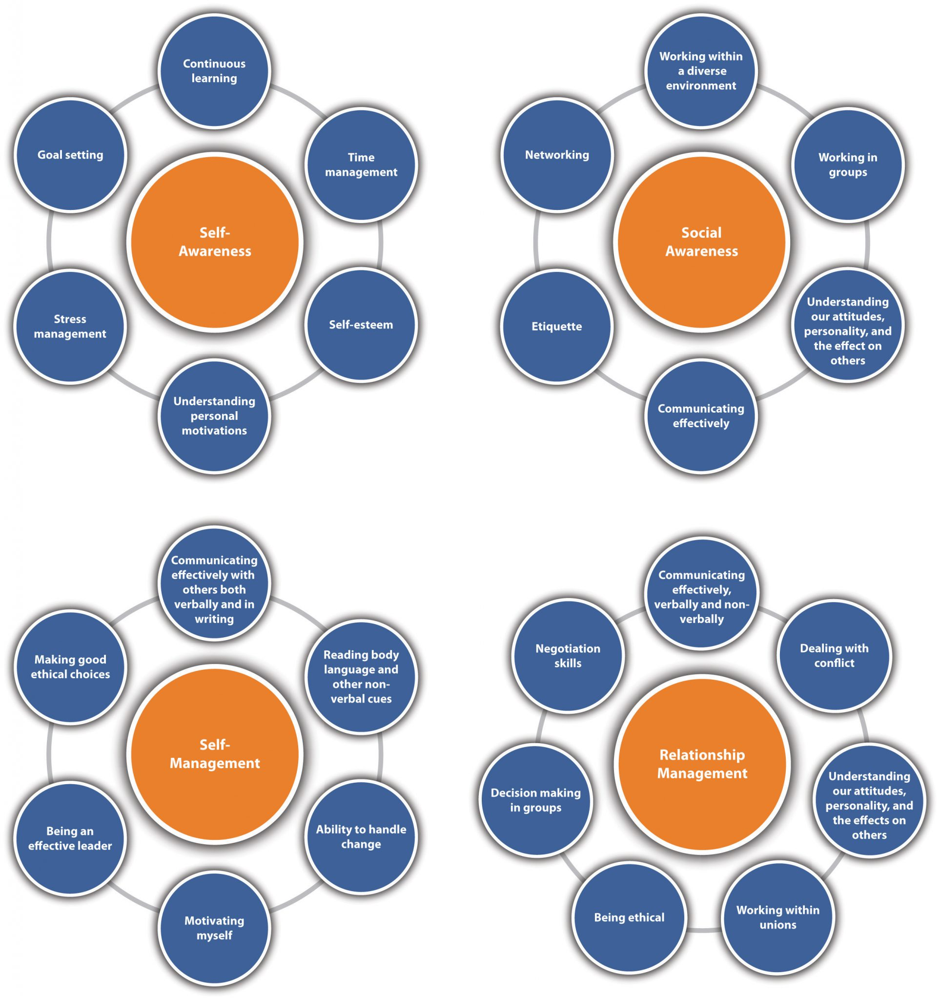 Continuous
learning
Goal setting
Time
management
Self-
Awareness
Stress
management
Self-esteem
Understanding
personal
motivations
Working within
a diverse
environment
Networking
Working in
groups
Social
Awareness
Etiquette
Understanding
our attitudes,
personality, and
the effect on
others
Communicating
effectively
Communicating
effectively with
others both
verbally and in
writing
Making good
ethical choices
Reading body
language and
other non-
verbal cues
Self-
Management
Being an
effective leader
Ability to handle
change
Motivating
myself
Communicating
effectively,
verbally and non-
verbally
Negotiation
skills
Dealing with
conflict
Relationship
Management
Decision making
in groups
Understanding
our attitudes,
personality, and
the effects on
others
Being ethical
Working within
unions